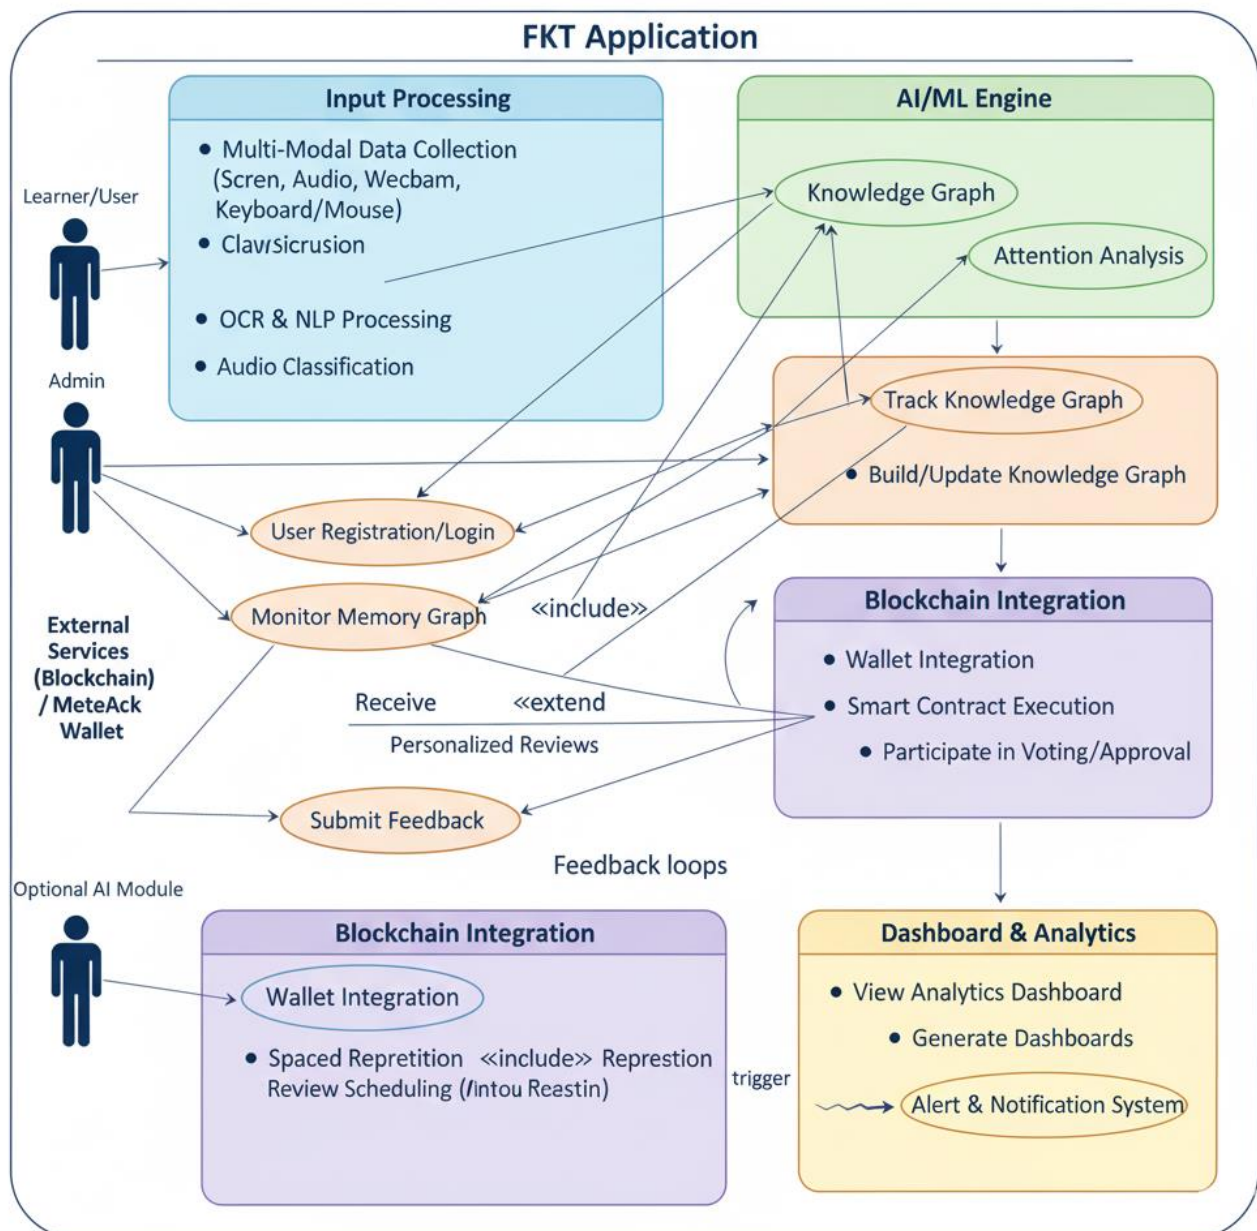 FKT Application
Input Processing
• Multi-Modal Data Collection
(Scren, Audio, Wecbam,
Keyboard/Mouse)
• Clavısicrusion
• OCR & NLP Processing
• Audio Classification
AI/ML Engine
Knowledge Graph
Attention Analysis
Learner/User
Admin
Track Knowledge Graph
• Build/Update Knowledge Graph
User Registration/Login
Monitor Memory Graph
«include»
External
Services
(Blockchain)
/ MeteAck
Wallet
Blockchain Integration
• Wallet Integration
• Smart Contract Execution
• Participate in Voting/Approval
Receive «extend
Personalized Reviews
Submit Feedback
Feedback loops
Optional AI Module
Blockchain Integration
Wallet Integration
• Spaced Repretition «include» Represtion
Review Scheduling (Intou Reastin)
trigger
Dashboard & Analytics
• View Analytics Dashboard
• Generate Dashboards
Alert & Notification System